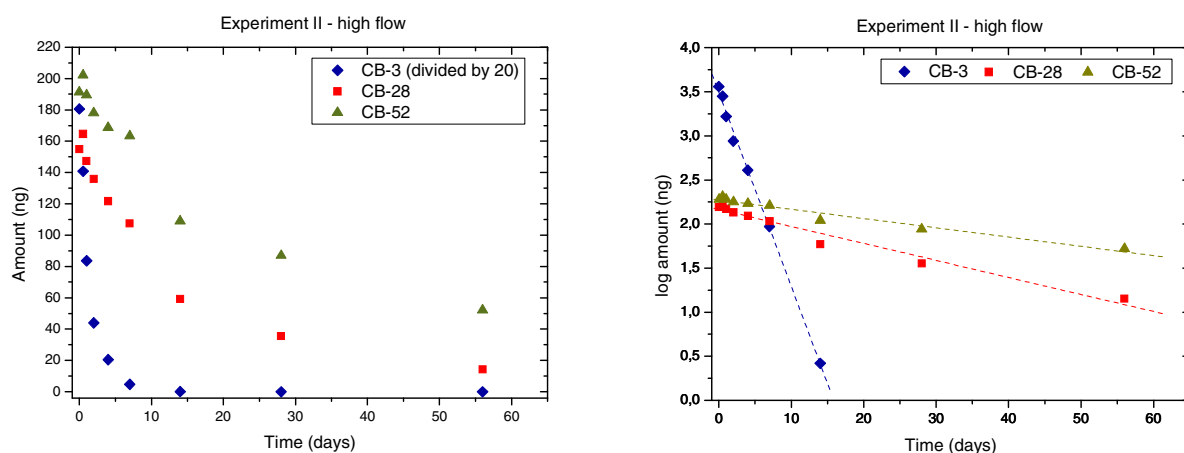 Experiment II - high flow
220
200
180
160
140
120
100
80
60
40
20
0
Amount (ng)
CB-3 (divided by 20)
CB-28
CB-52
0 10 20 30 40 50 60
Time (days)
Experiment II - high flow
4,0
3,5
3,0
2,5
2,0
1,5
1,0
0,5
0,0
log amount (ng)
CB-3 CB-28 CB-52
0 10 20 30 40 50 60
Time (days)